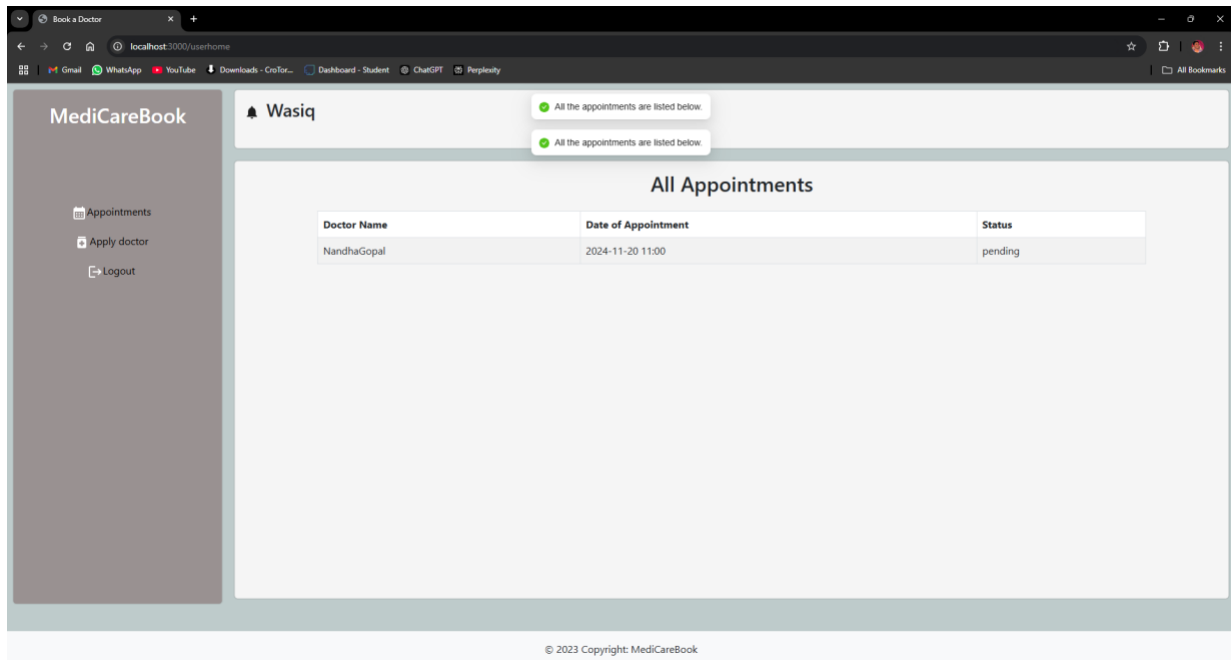 Book a Doctor
localhost:3000/userhome
Gmail WhatsApp YouTube Downloads - CroTor... Dashboard - Student ChatGPT Perplexity All Bookmarks
MediCareBook
Wasiq
All the appointments are listed below.
All the appointments are listed below.
Appointments
Apply doctor
Logout
All Appointments
Doctor Name Date of Appointment Status
NandhaGopal 2024-11-20 11:00 pending
© 2023 Copyright: MediCareBook